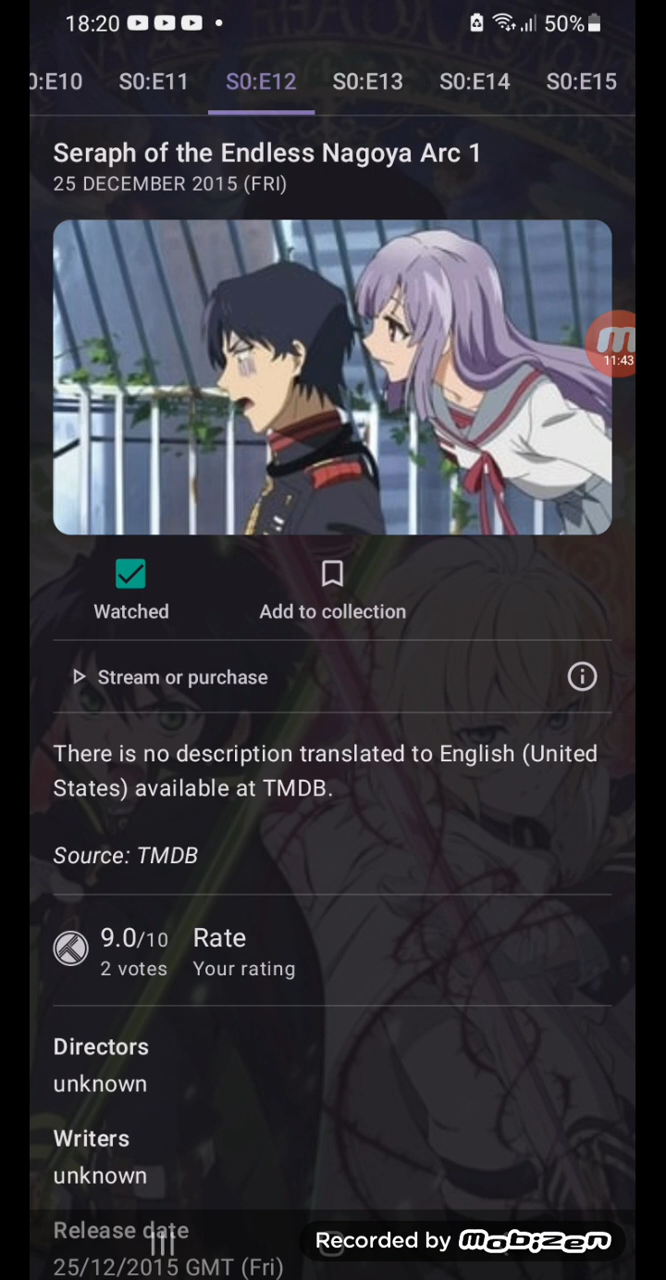 18:20
50%
0:E10 S0:E11 S0:E12 S0:E13 S0:E14 S0:E15
Seraph of the Endless Nagoya Arc 1
25 DECEMBER 2015 (FRI)
11:43
Watched
Add to collection
Stream or purchase
There is no description translated to English (United
States) available at TMDB.
Source: TMDB
9.0/10 Rate
2 votes Your rating
Directors
unknown
Writers
unknown
Release date
Recorded by mobizen
25/12/2015 GMT (Fri)